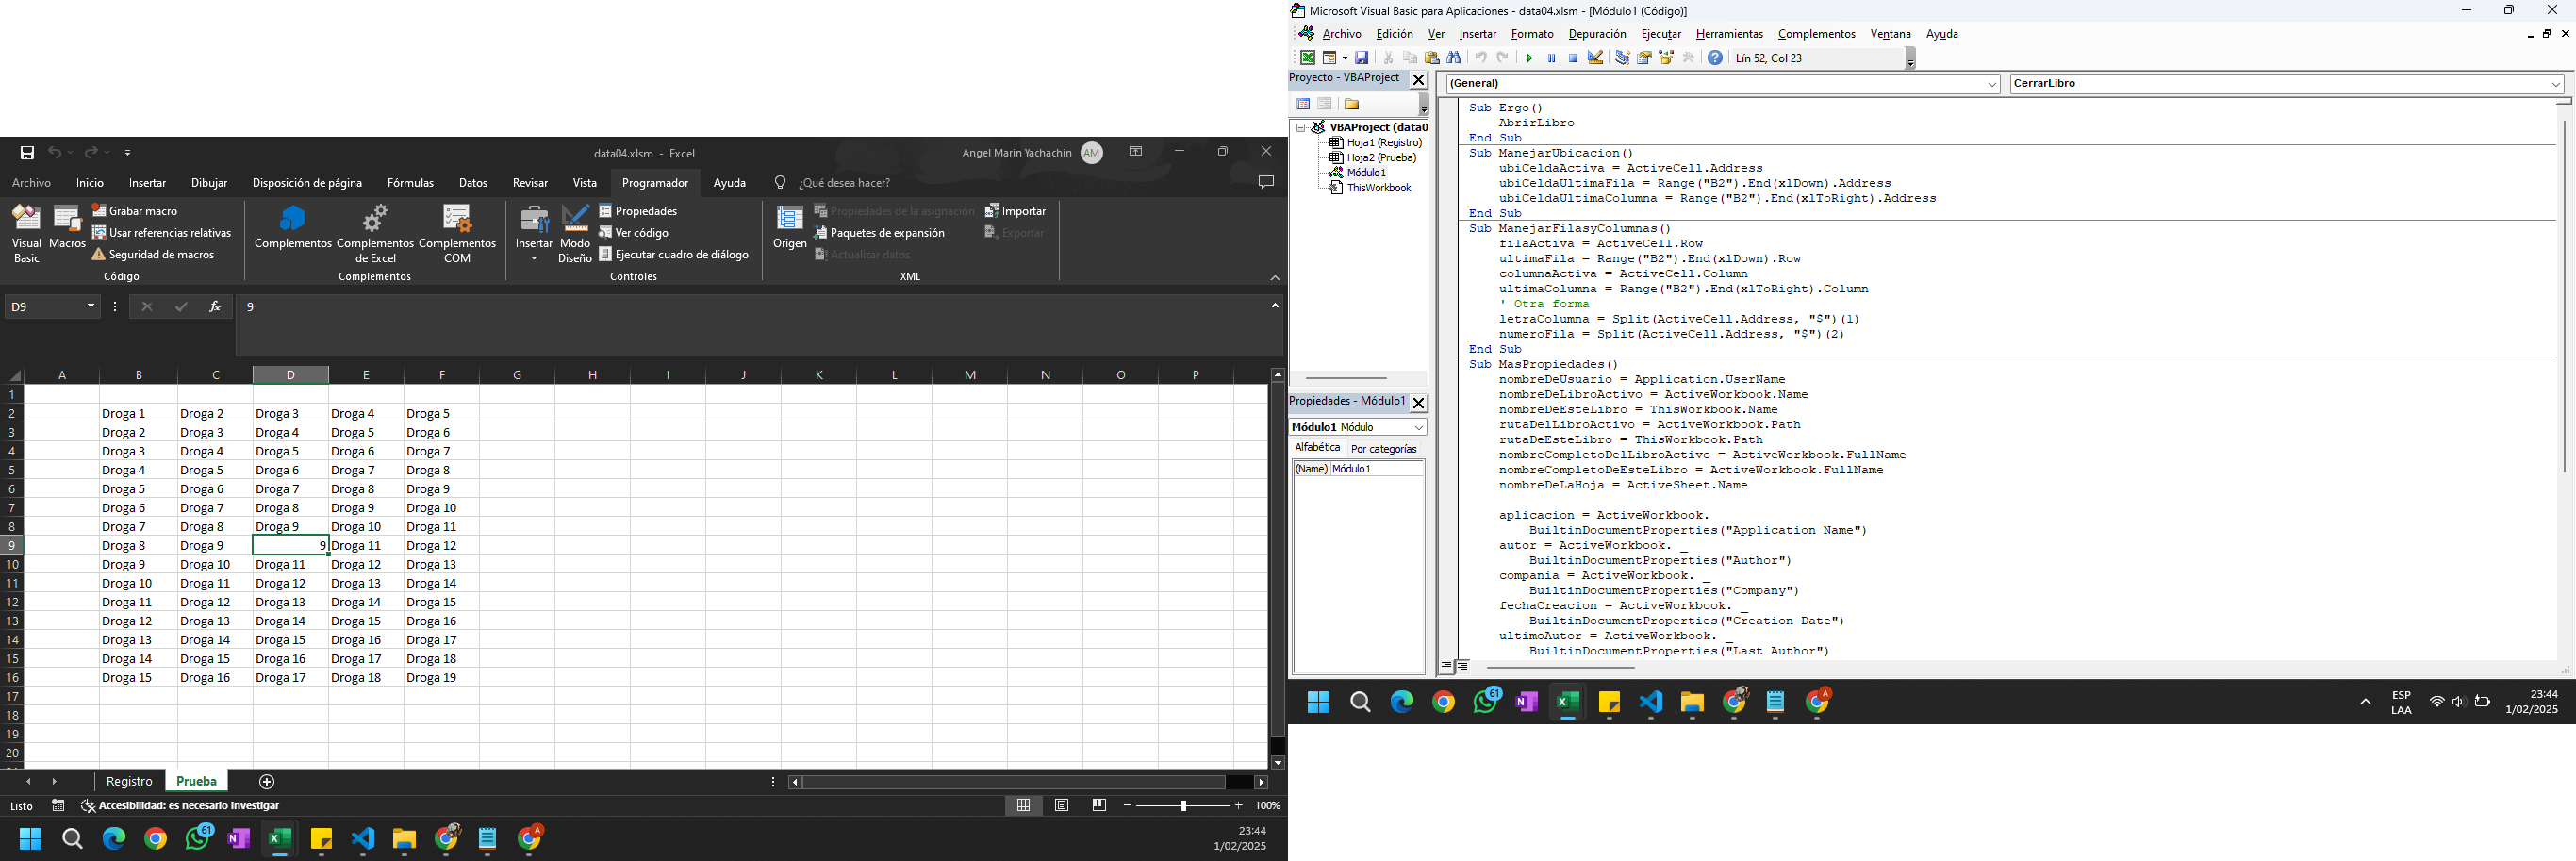 data04.xlsm - Excel
Angel Marin Yachachin AM
Archivo Inicio Insertar Dibujar Disposición de página Fórmulas Datos Revisar Vista Programador Ayuda ¿Qué desea hacer?
Visual Basic
Macros
Grabar macro
Usar referencias relativas
Seguridad de macros
Código
Complementos
Complementos de Excel
Complementos COM
Complementos
Insertar
Modo Diseño
Propiedades
Ver código
Ejecutar cuadro de diálogo
Controles
Origen
Propiedades de la asignación
Paquetes de expansión
Actualizar datos
Importar
Exportar
XML
D9 fx 9
A B C D E F G H I J K L M N O P
1
2 Droga 1 Droga 2 Droga 3 Droga 4 Droga 5
3 Droga 2 Droga 3 Droga 4 Droga 5 Droga 6
4 Droga 3 Droga 4 Droga 5 Droga 6 Droga 7
5 Droga 4 Droga 5 Droga 6 Droga 7 Droga 8
6 Droga 5 Droga 6 Droga 7 Droga 8 Droga 9
7 Droga 6 Droga 7 Droga 8 Droga 9 Droga 10
8 Droga 7 Droga 8 Droga 9 Droga 10 Droga 11
9 Droga 8 Droga 9 9 Droga 11 Droga 12
10 Droga 9 Droga 10 Droga 11 Droga 12 Droga 13
11 Droga 10 Droga 11 Droga 12 Droga 13 Droga 14
12 Droga 11 Droga 12 Droga 13 Droga 14 Droga 15
13 Droga 12 Droga 13 Droga 14 Droga 15 Droga 16
14 Droga 13 Droga 14 Droga 15 Droga 16 Droga 17
15 Droga 14 Droga 15 Droga 16 Droga 17 Droga 18
16 Droga 15 Droga 16 Droga 17 Droga 18 Droga 19
17
18
19
20
Registro Prueba
Listo Accesibilidad: es necesario investigar 100%
61
23:44
1/02/2025
Microsoft Visual Basic para Aplicaciones - data04.xlsm - [Módulo1 (Código)]
Archivo Edición Ver Insertar Formato Depuración Ejecutar Herramientas Complementos Ventana Ayuda
Lín 52, Col 23
Proyecto - VBAProject
VBAProject (data0
Hoja1 (Registro)
Hoja2 (Prueba)
Módulo1
ThisWorkbook
Propiedades - Módulo1
Módulo1 Módulo
Alfabética Por categorías
(Name) Módulo1
(General) CerrarLibro
Sub Ergo()
AbrirLibro
End Sub
Sub ManejarUbicacion()
ubiCeldaActiva = ActiveCell.Address
ubiCeldaUltimaFila = Range("B2").End(xlDown).Address
ubiCeldaUltimaColumna = Range("B2").End(xlToRight).Address
End Sub
Sub ManejarFilasyColumnas()
filaActiva = ActiveCell.Row
ultimaFila = Range("B2").End(xlDown).Row
columnaActiva = ActiveCell.Column
ultimaColumna = Range("B2").End(xlToRight).Column
' Otra forma
letraColumna = Split(ActiveCell.Address, "$")(1)
numeroFila = Split(ActiveCell.Address, "$")(2)
End Sub
Sub MasPropiedades()
nombreDeUsuario = Application.UserName
nombreDeLibroActivo = ActiveWorkbook.Name
nombreDeEsteLibro = ThisWorkbook.Name
rutaDelLibroActivo = ActiveWorkbook.Path
rutaDeEsteLibro = ThisWorkbook.Path
nombreCompletoDelLibroActivo = ActiveWorkbook.FullName
nombreCompletoDeEsteLibro = ActiveWorkbook.FullName
nombreDeLaHoja = ActiveSheet.Name
aplicacion = ActiveWorkbook. _
BuiltinDocumentProperties("Application Name")
autor = ActiveWorkbook. _
BuiltinDocumentProperties("Author")
compania = ActiveWorkbook. _
BuiltinDocumentProperties("Company")
fechaCreacion = ActiveWorkbook. _
BuiltinDocumentProperties("Creation Date")
ultimoAutor = ActiveWorkbook. _
BuiltinDocumentProperties("Last Author")
61
ESP
LAA
23:44
1/02/2025